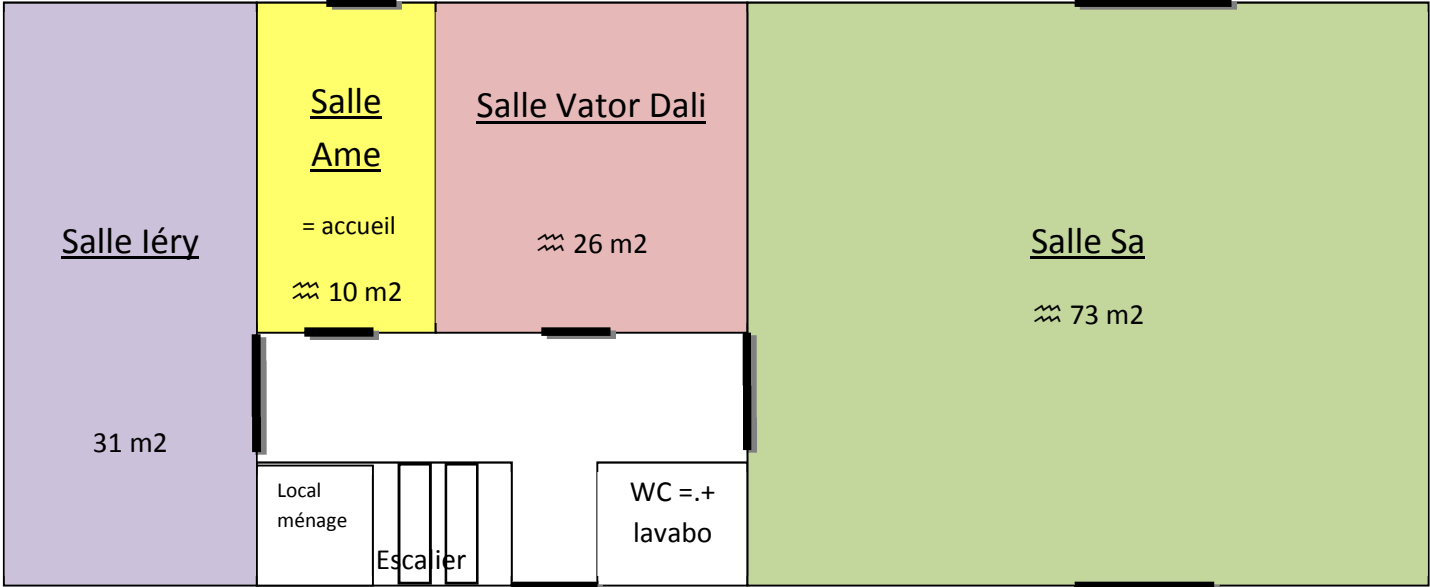 Salle Iéry
31 m2
Salle
Ame
= accueil
♒ 10 m2
Salle Vator Dali
♒ 26 m2
Salle Sa
♒ 73 m2
Local
ménage
Escalier
WC =.+
lavabo